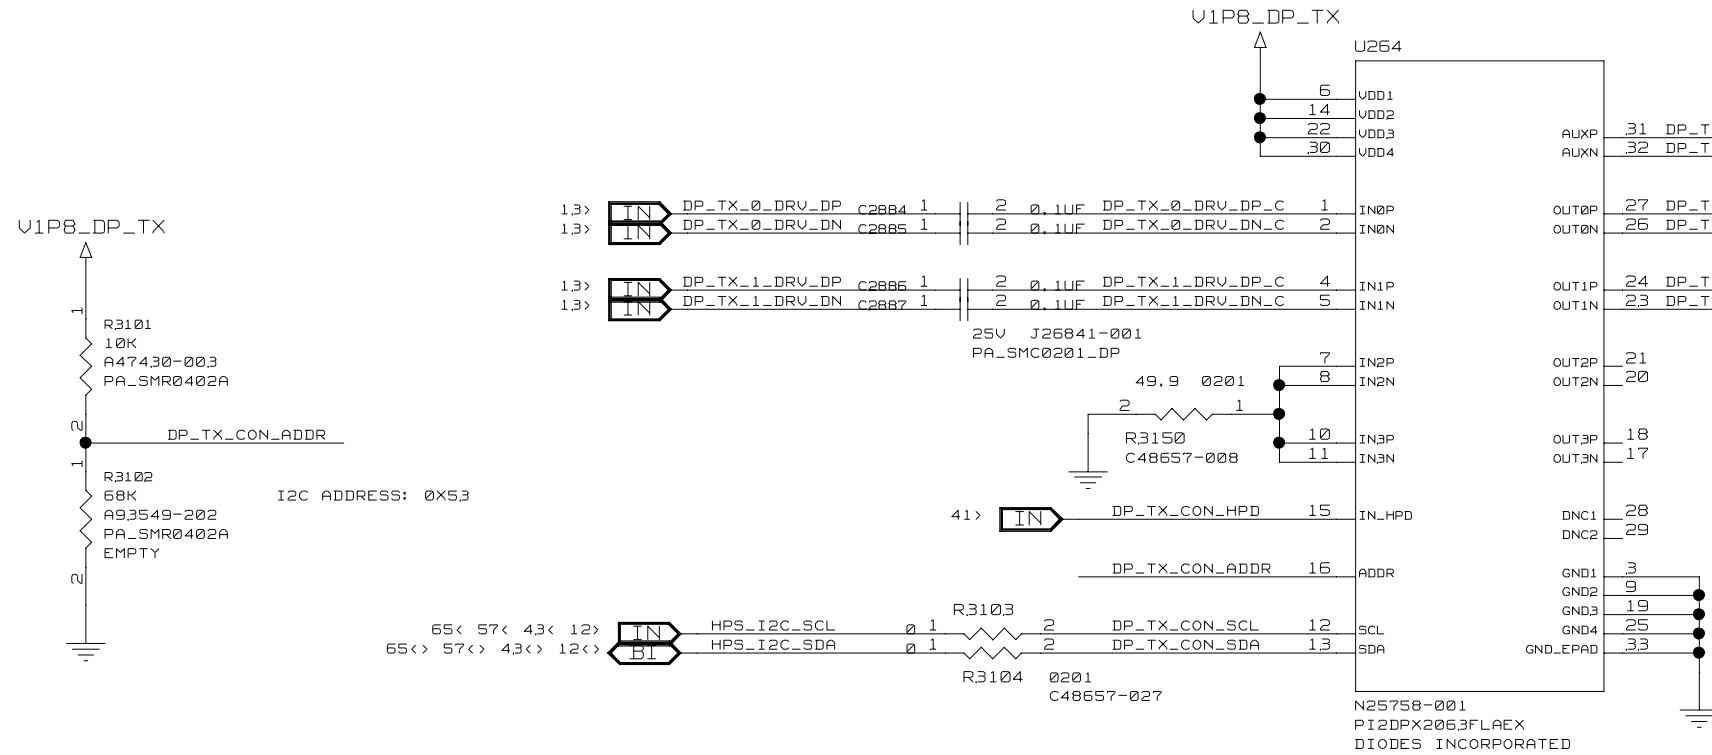 V1P8_DP_TX
U264
6 VDD1
14 VDD2
22 VDD3
30 VDD4
AUXP 31 DP_T
AUXN 32 DP_T
13> IN DP_TX_0_DRV_DP C2884 1 2 0.1UF DP_TX_0_DRV_DP_C 1 IN0P OUT0P 27 DP_T
13> IN DP_TX_0_DRV_DN C2885 1 2 0.1UF DP_TX_0_DRV_DN_C 2 IN0N OUT0N 26 DP_T
V1P8_DP_TX
13> IN DP_TX_1_DRV_DP C2886 1 2 0.1UF DP_TX_1_DRV_DP_C 4 IN1P OUT1P 24 DP_T
13> IN DP_TX_1_DRV_DN C2887 1 2 0.1UF DP_TX_1_DRV_DN_C 5 IN1N OUT1N 23 DP_T
25V J26841-001
PA_SMC0201_DP
1
R3101
10K
A47430-003
PA_SMR0402A
2
DP_TX_CON_ADDR
1
R3102
68K
A93549-202
PA_SMR0402A
EMPTY
2
I2C ADDRESS: 0X53
7 IN2P OUT2P 21
8 IN2N OUT2N 20
49.9 0201
2 1
R3150
C48657-008
10 IN3P OUT3P 18
11 IN3N OUT3N 17
41> IN DP_TX_CON_HPD 15 IN_HPD DNC1 28
DNC2 29
DP_TX_CON_ADDR 16 ADDR GND1 3
GND2 9
R3103 GND3 19
65< 57< 43< 12> IN HPS_I2C_SCL 0 1 2 DP_TX_CON_SCL 12 SCL GND4 25
65<> 57<> 43<> 12<> BI HPS_I2C_SDA 0 1 2 DP_TX_CON_SDA 13 SDA GND_EPAD 33
R3104 0201
C48657-027
N25758-001
PI2DPX2063FLAEX
DIODES INCORPORATED